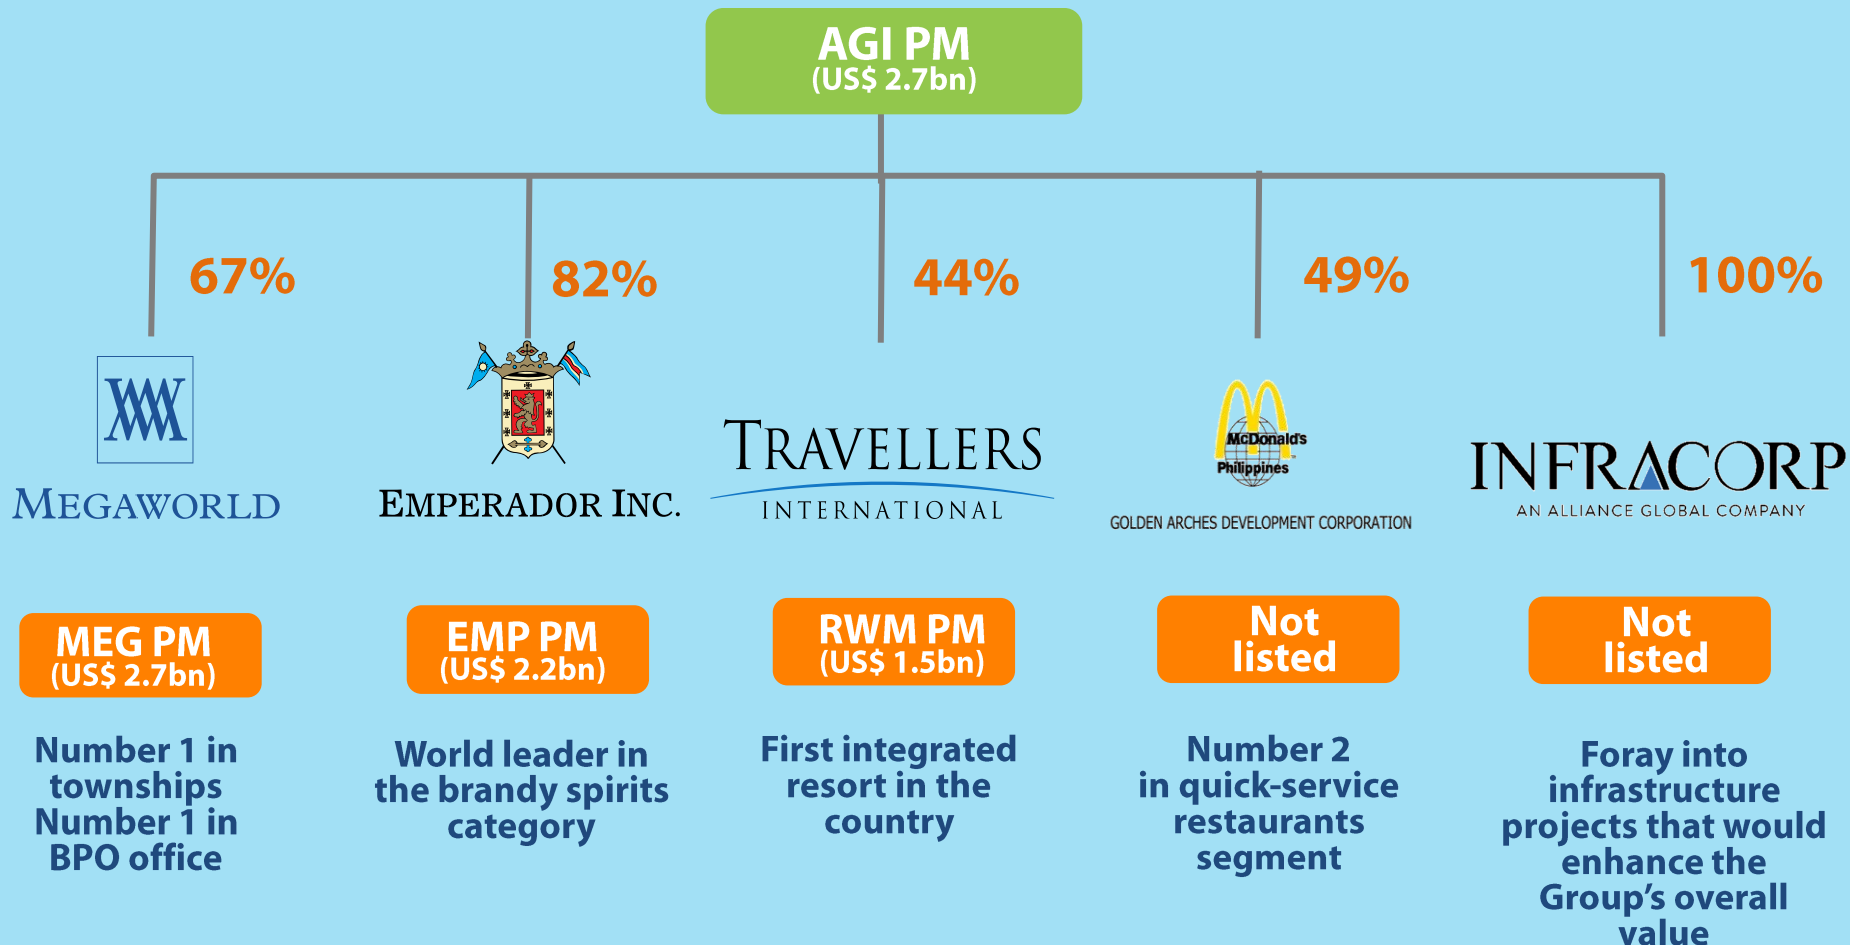 AGI PM
(US$ 2.7bn)
67%
82%
44%
49%
100%
MEGAWORLD
EMPERADOR INC.
TRAVELLERS
INTERNATIONAL
McDonald's
Philippines
GOLDEN ARCHES DEVELOPMENT CORPORATION
INFRACORP
AN ALLIANCE GLOBAL COMPANY
MEG PM
(US$ 2.7bn)
EMP PM
(US$ 2.2bn)
RWM PM
(US$ 1.5bn)
Not
listed
Not
listed
Number 1 in
townships
Number 1 in
BPO office
World leader in
the brandy spirits
category
First integrated
resort in the
country
Number 2
in quick-service
restaurants
segment
Foray into
infrastructure
projects that would
enhance the
Group’s overall
value